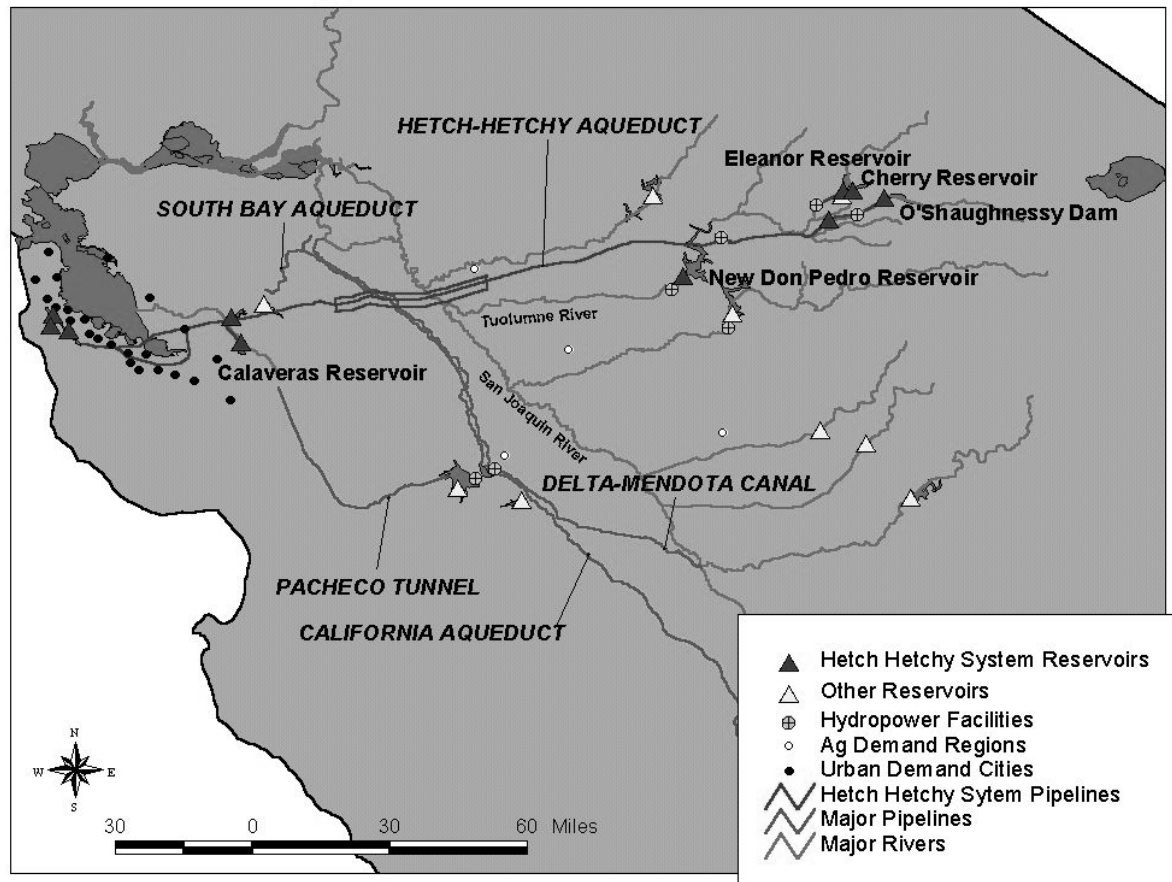 HETCH-HETCHY AQUEDUCT
Eleanor Reservoir
Cherry Reservoir
SOUTH BAY AQUEDUCT
O'Shaughnessy Dam
New Don Pedro Reservoir
Tuolumne River
Calaveras Reservoir
San Joaquin River
DELTA-MENDOTA CANAL
PACHECO TUNNEL
CALIFORNIA AQUEDUCT
Hetch Hetchy System Reservoirs
Other Reservoirs
Hydropower Facilities
Ag Demand Regions
Urban Demand Cities
Hetch Hetchy Sytem Pipelines
Major Pipelines
Major Rivers
N
W E
S
30 0 30 60 Miles